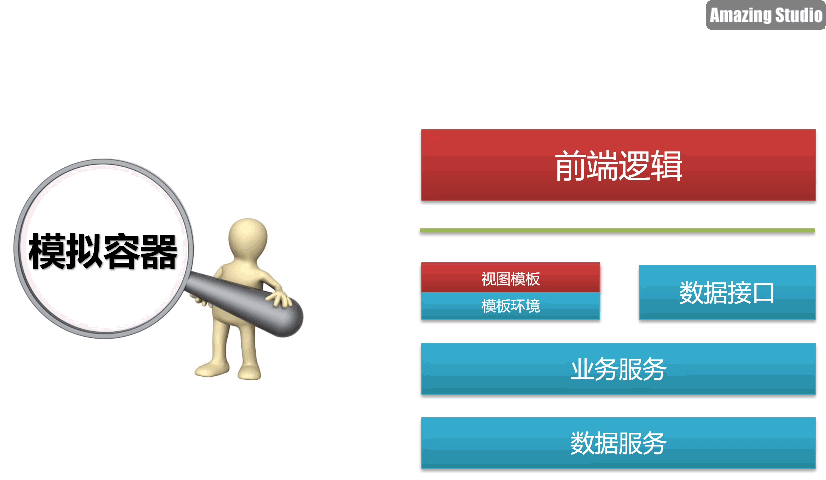 Amazing Studio
模拟容器
前端逻辑
视图模板
模板环境
数据接口
业务服务
数据服务